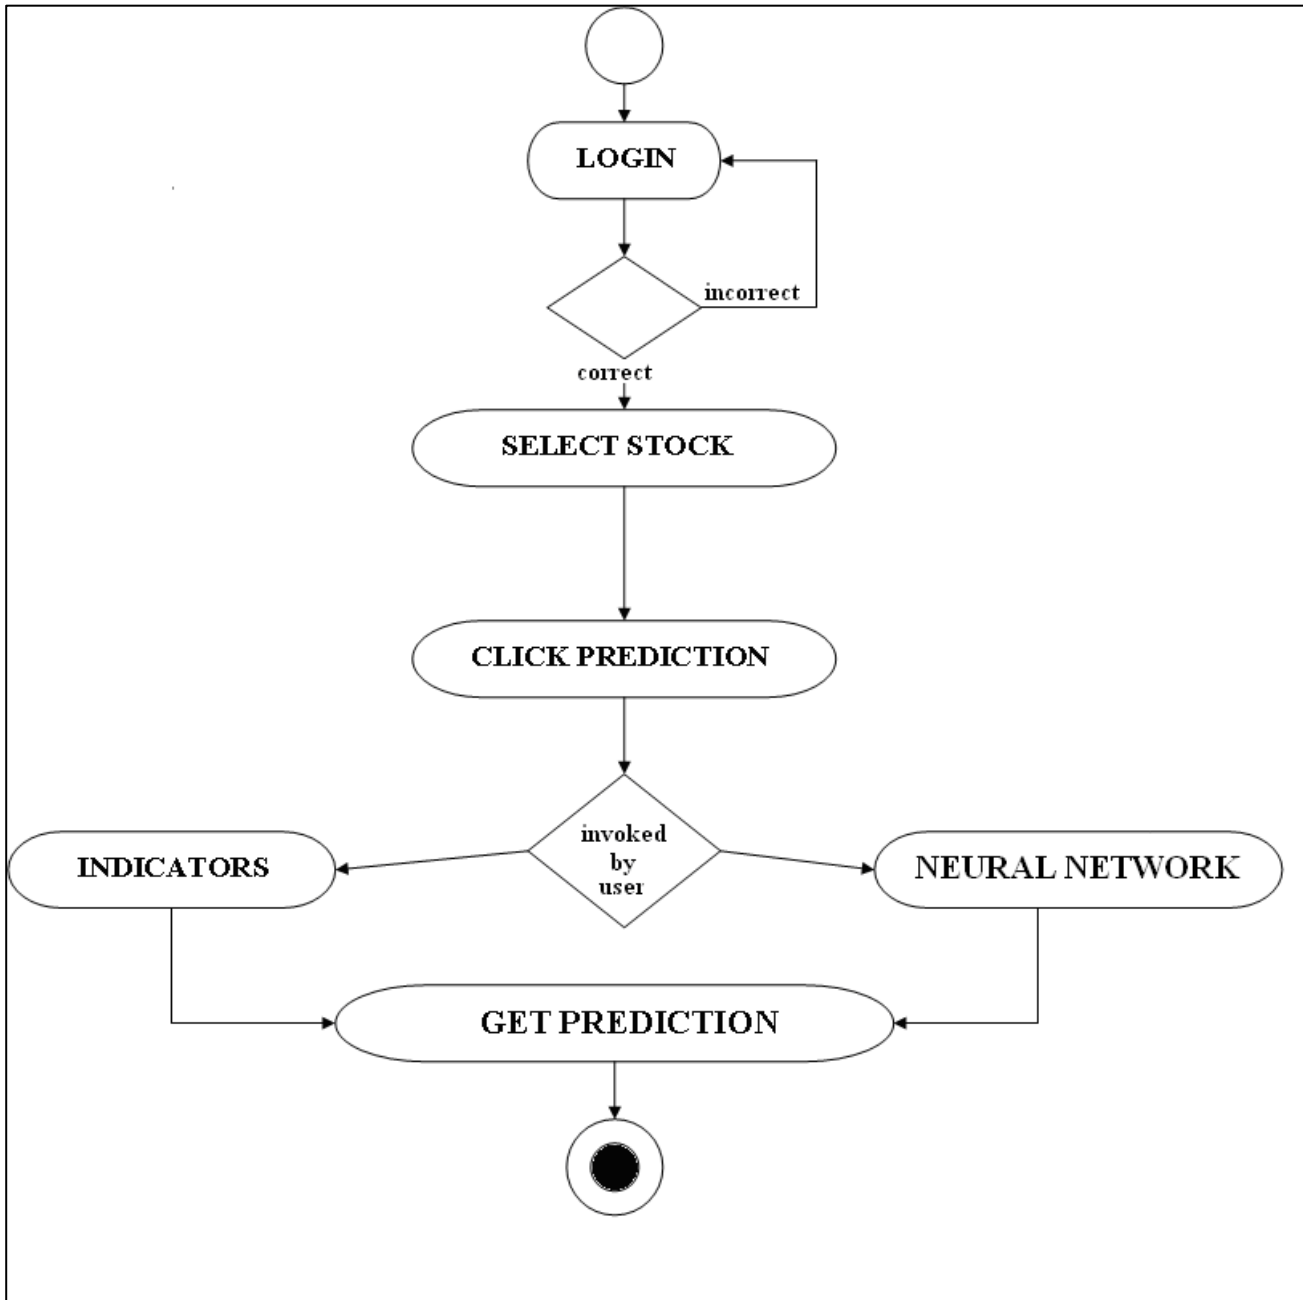 LOGIN
incorrect
correct
SELECT STOCK
CLICK PREDICTION
invoked
by
user
INDICATORS
NEURAL NETWORK
GET PREDICTION